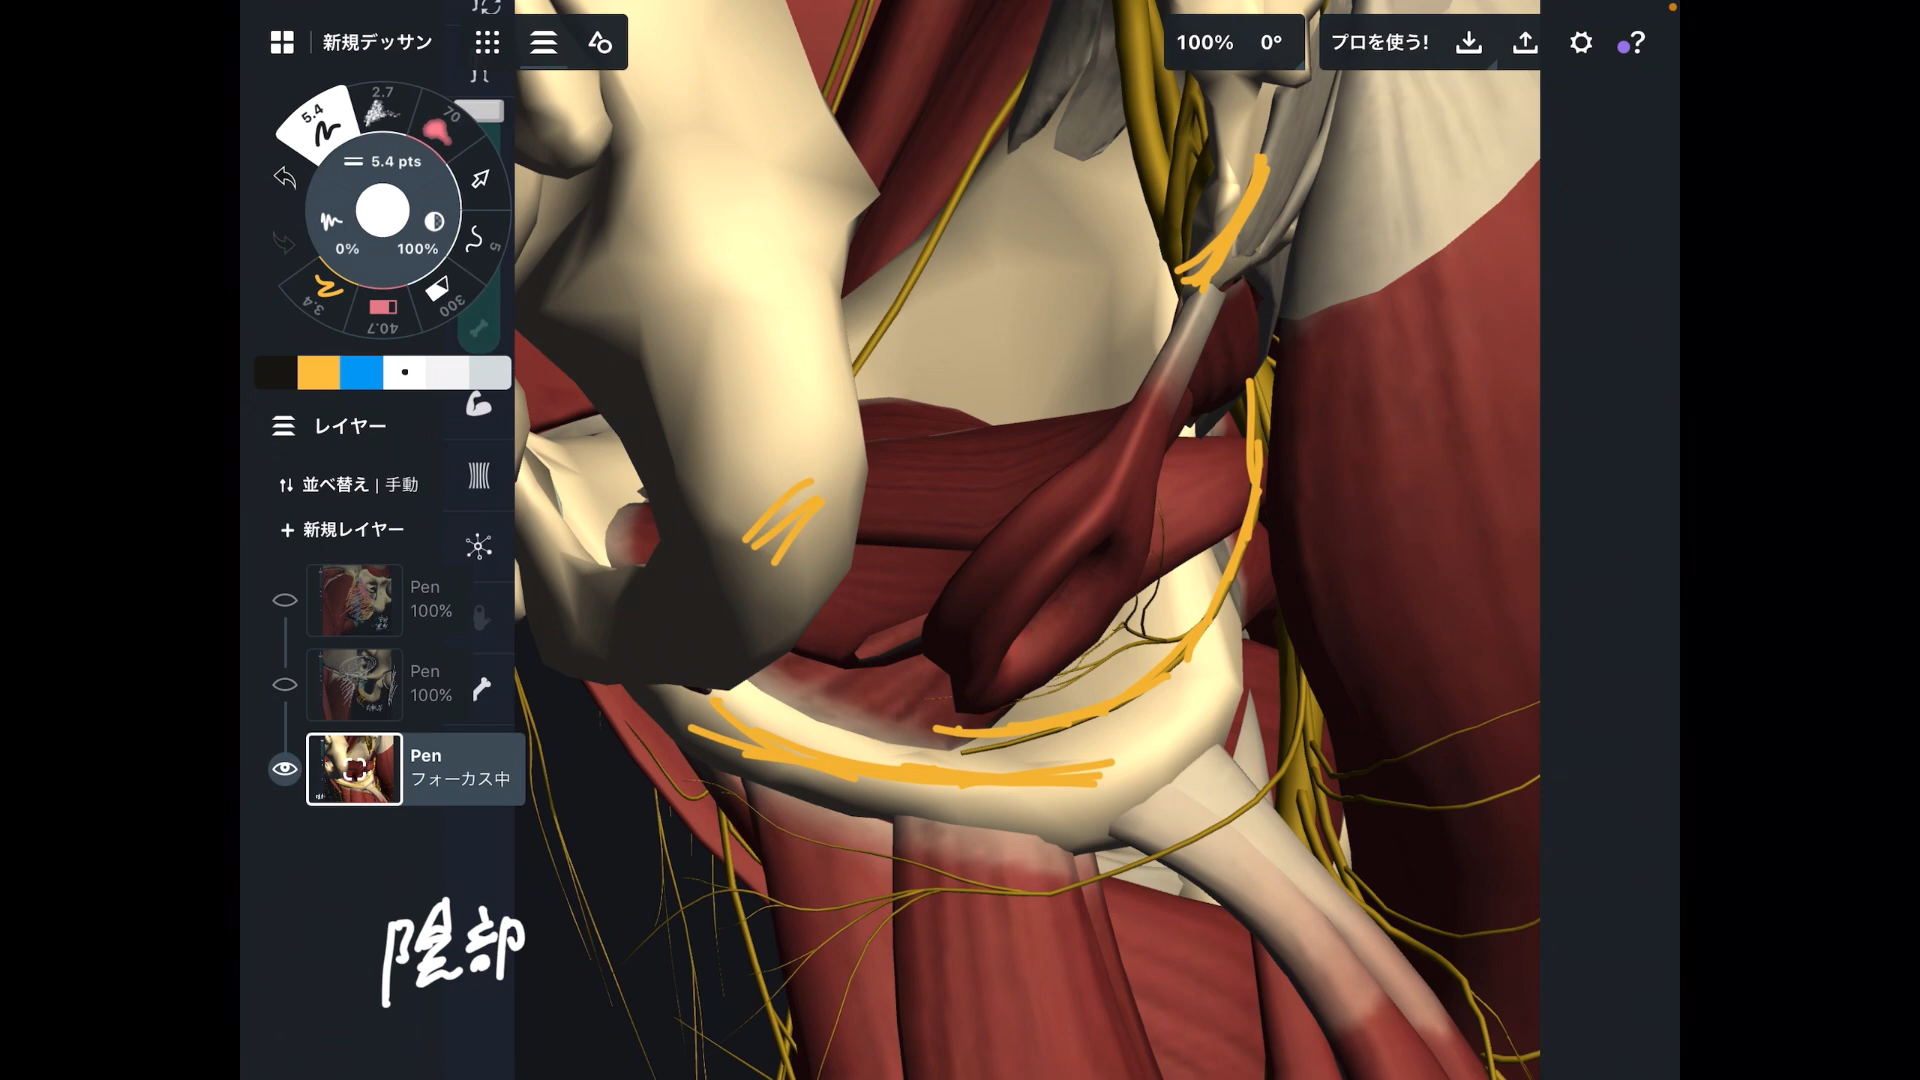 新規デッサン
100% 0° プロを使う! ?
2.7
5.4
70
5.4 pts
0% 100%
5
3.4
40.7
300
レイヤー
並べ替え | 手動
+ 新規レイヤー
Pen
100%
Pen
100%
Pen
フォーカス中
陰部